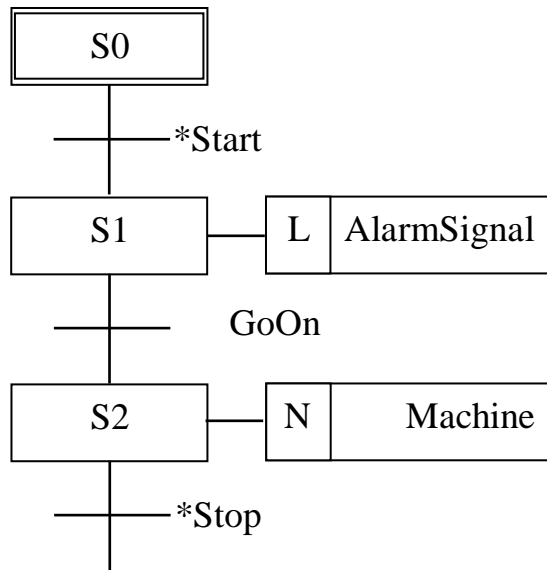 S0
*Start
S1 L AlarmSignal
GoOn
S2 N Machine
*Stop